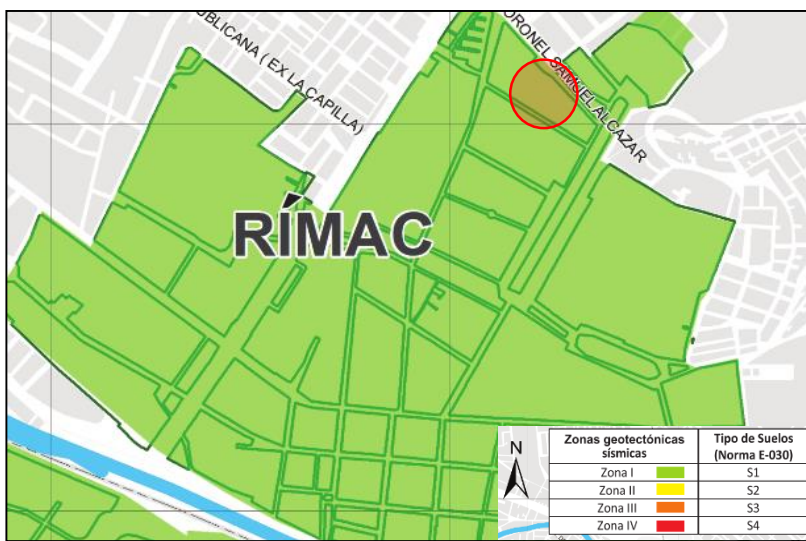 UBLICANA ( EX LA CAPILLA)
ORONEL SAMUEL ALCAZAR
RÍMAC
N
Zonas geotectónicas sísmicas
Tipo de Suelos (Norma E-030)
Zona I
S1
Zona II
S2
Zona III
S3
Zona IV
S4